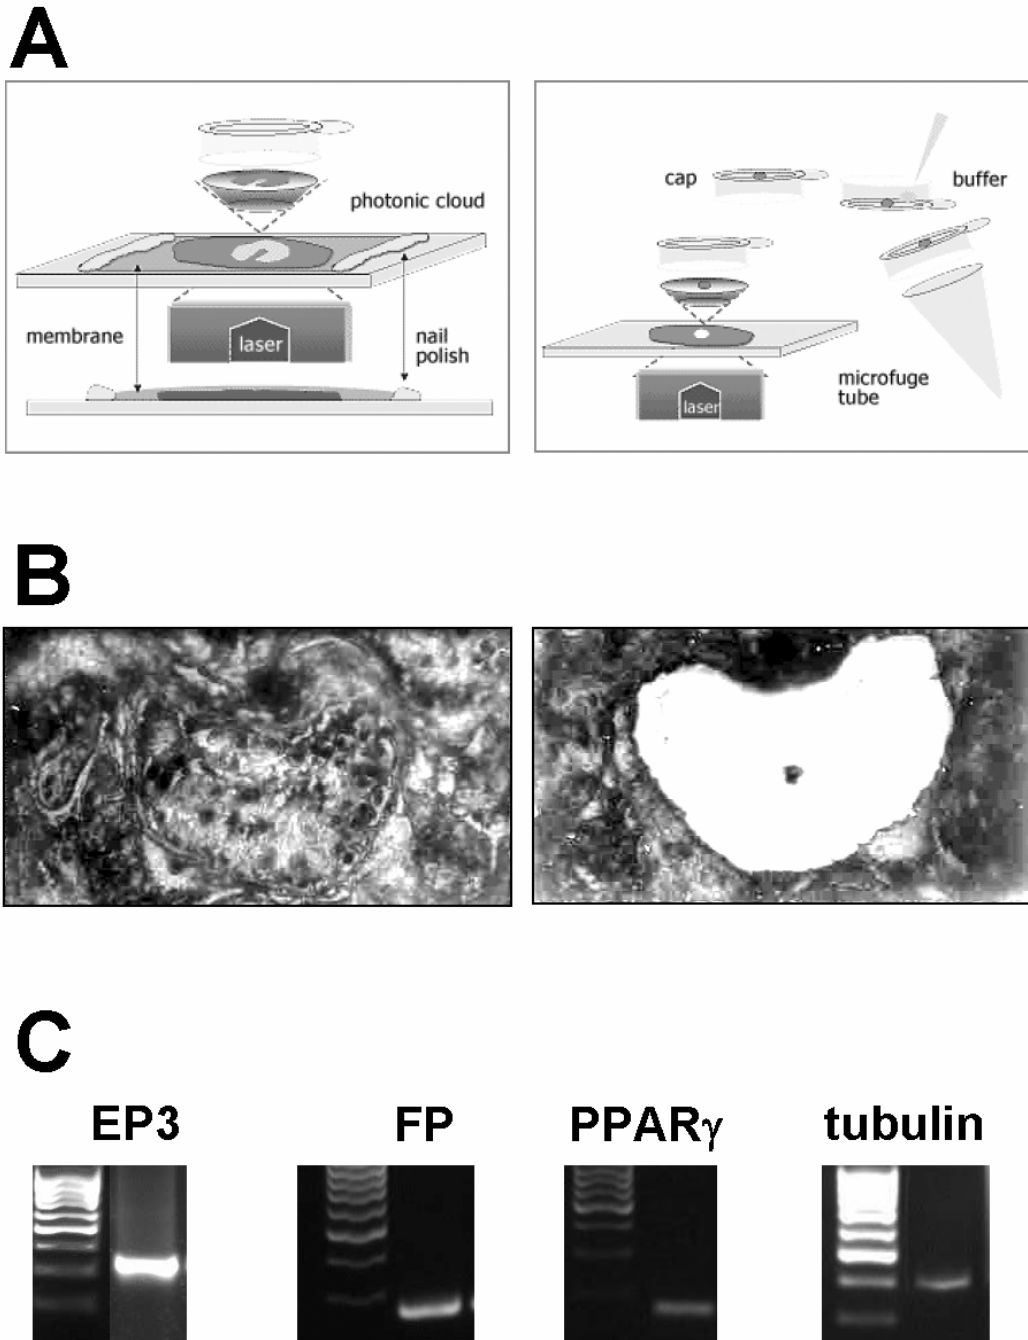 A
photonic cloud
membrane
laser
nail
polish
cap
buffer
laser
microfuge
tube
B
C
EP3
FP
PPARγ
tubulin